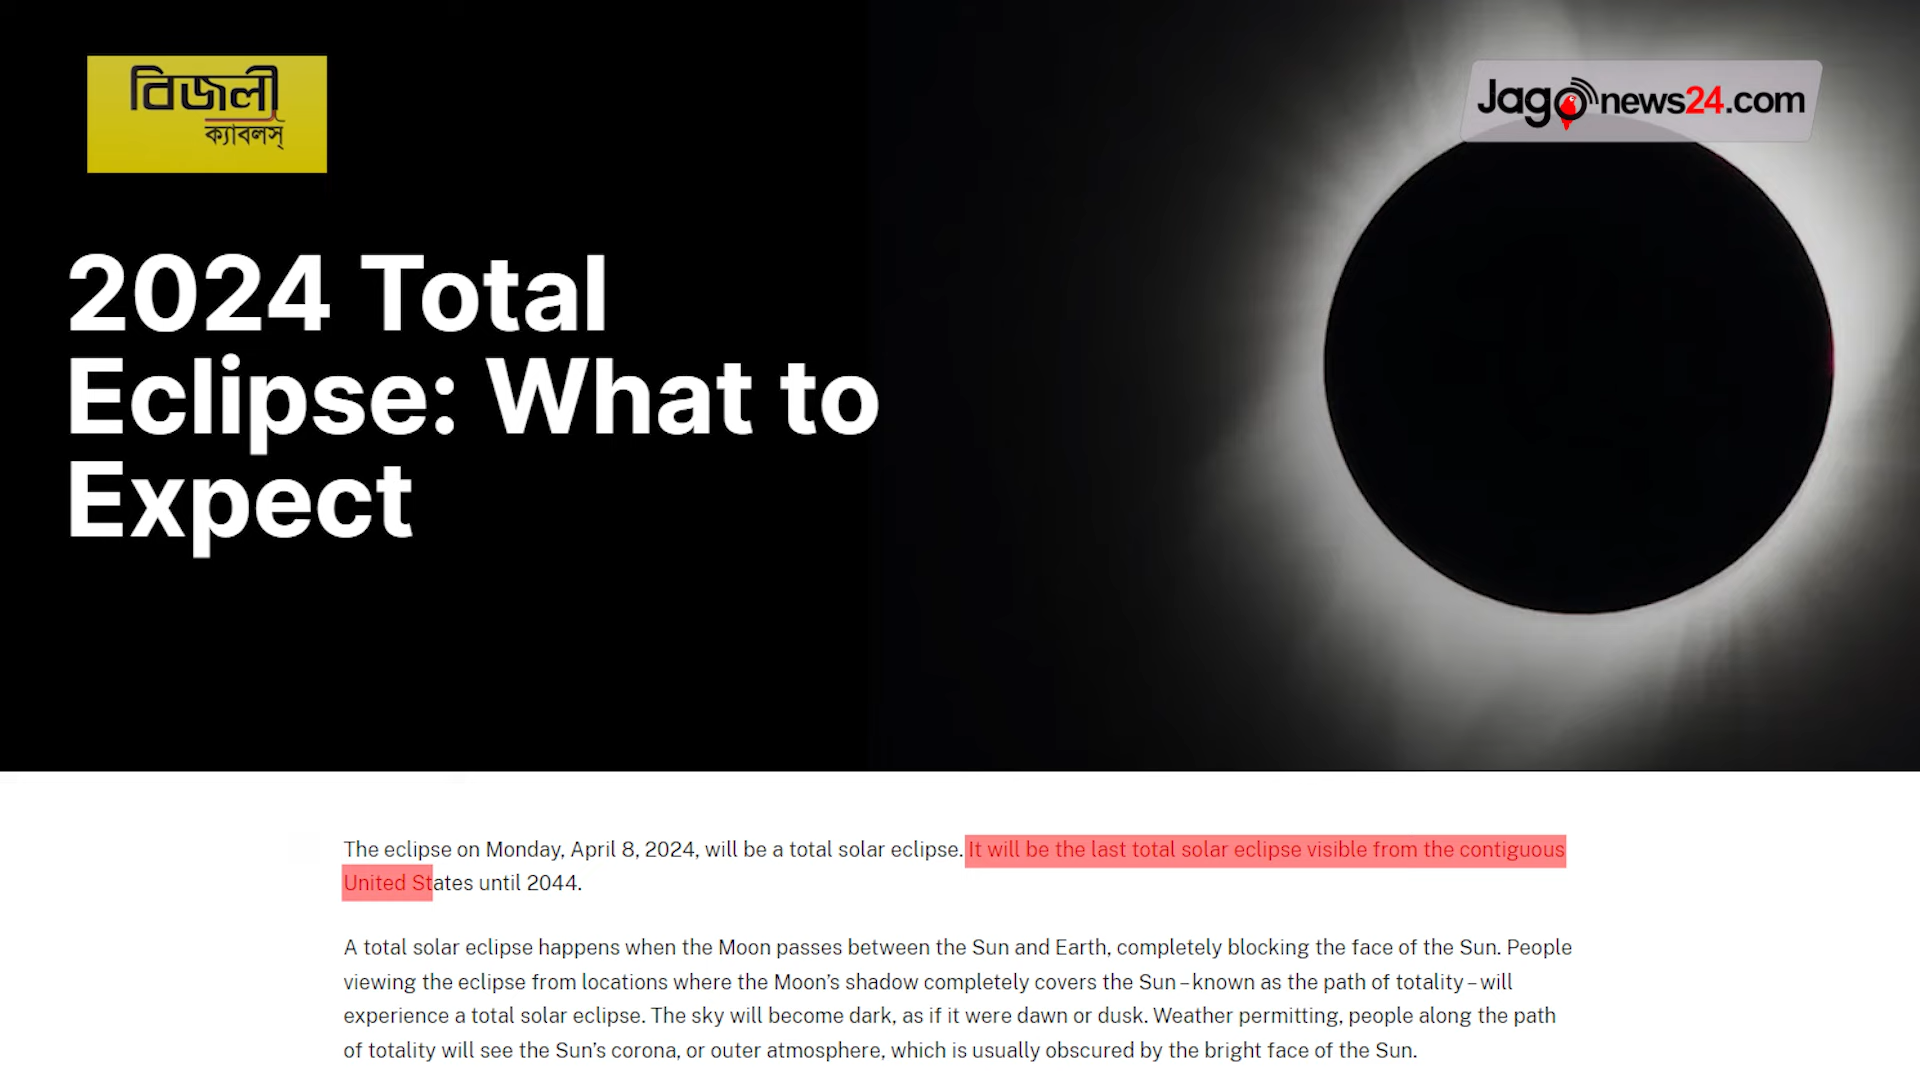 বিজলী
ক্যাবলস্
Jagonews24.com
2024 Total
Eclipse: What to
Expect
The eclipse on Monday, April 8, 2024, will be a total solar eclipse. It will be the last total solar eclipse visible from the contiguous
United States until 2044.
A total solar eclipse happens when the Moon passes between the Sun and Earth, completely blocking the face of the Sun. People
viewing the eclipse from locations where the Moon’s shadow completely covers the Sun – known as the path of totality – will
experience a total solar eclipse. The sky will become dark, as if it were dawn or dusk. Weather permitting, people along the path
of totality will see the Sun’s corona, or outer atmosphere, which is usually obscured by the bright face of the Sun.